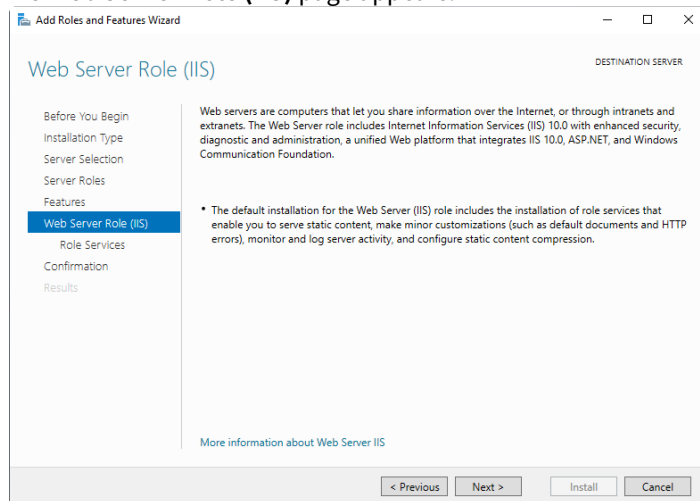 Add Roles and Features Wizard
Web Server Role (IIS)
DESTINATION SERVER
Before You Begin
Installation Type
Server Selection
Server Roles
Features
Web Server Role (IIS)
Role Services
Confirmation
Results
Web servers are computers that let you share information over the Internet, or through intranets and
extranets. The Web Server role includes Internet Information Services (IIS) 10.0 with enhanced security,
diagnostic and administration, a unified Web platform that integrates IIS 10.0, ASP.NET, and Windows
Communication Foundation.
• The default installation for the Web Server (IIS) role includes the installation of role services that
enable you to serve static content, make minor customizations (such as default documents and HTTP
errors), monitor and log server activity, and configure static content compression.
More information about Web Server IIS
< Previous
Next >
Install
Cancel